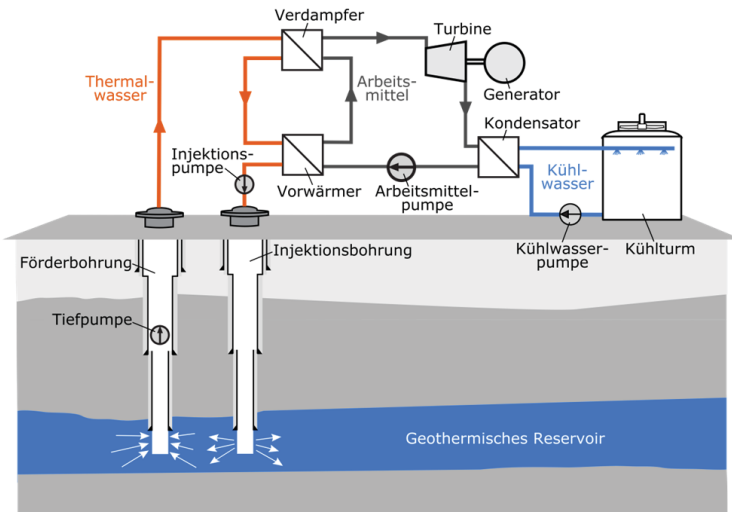 Verdampfer
Turbine
Thermal-
wasser
Arbeits-
mittel
Generator
Kondensator
Injektions-
pumpe
Vorwärmer
Arbeitsmittel-
pumpe
Kühl-
wasser
Kühlwasser-
pumpe
Kühlturm
Förderbohrung
Injektionsbohrung
Tiefpumpe
Geothermisches Reservoir